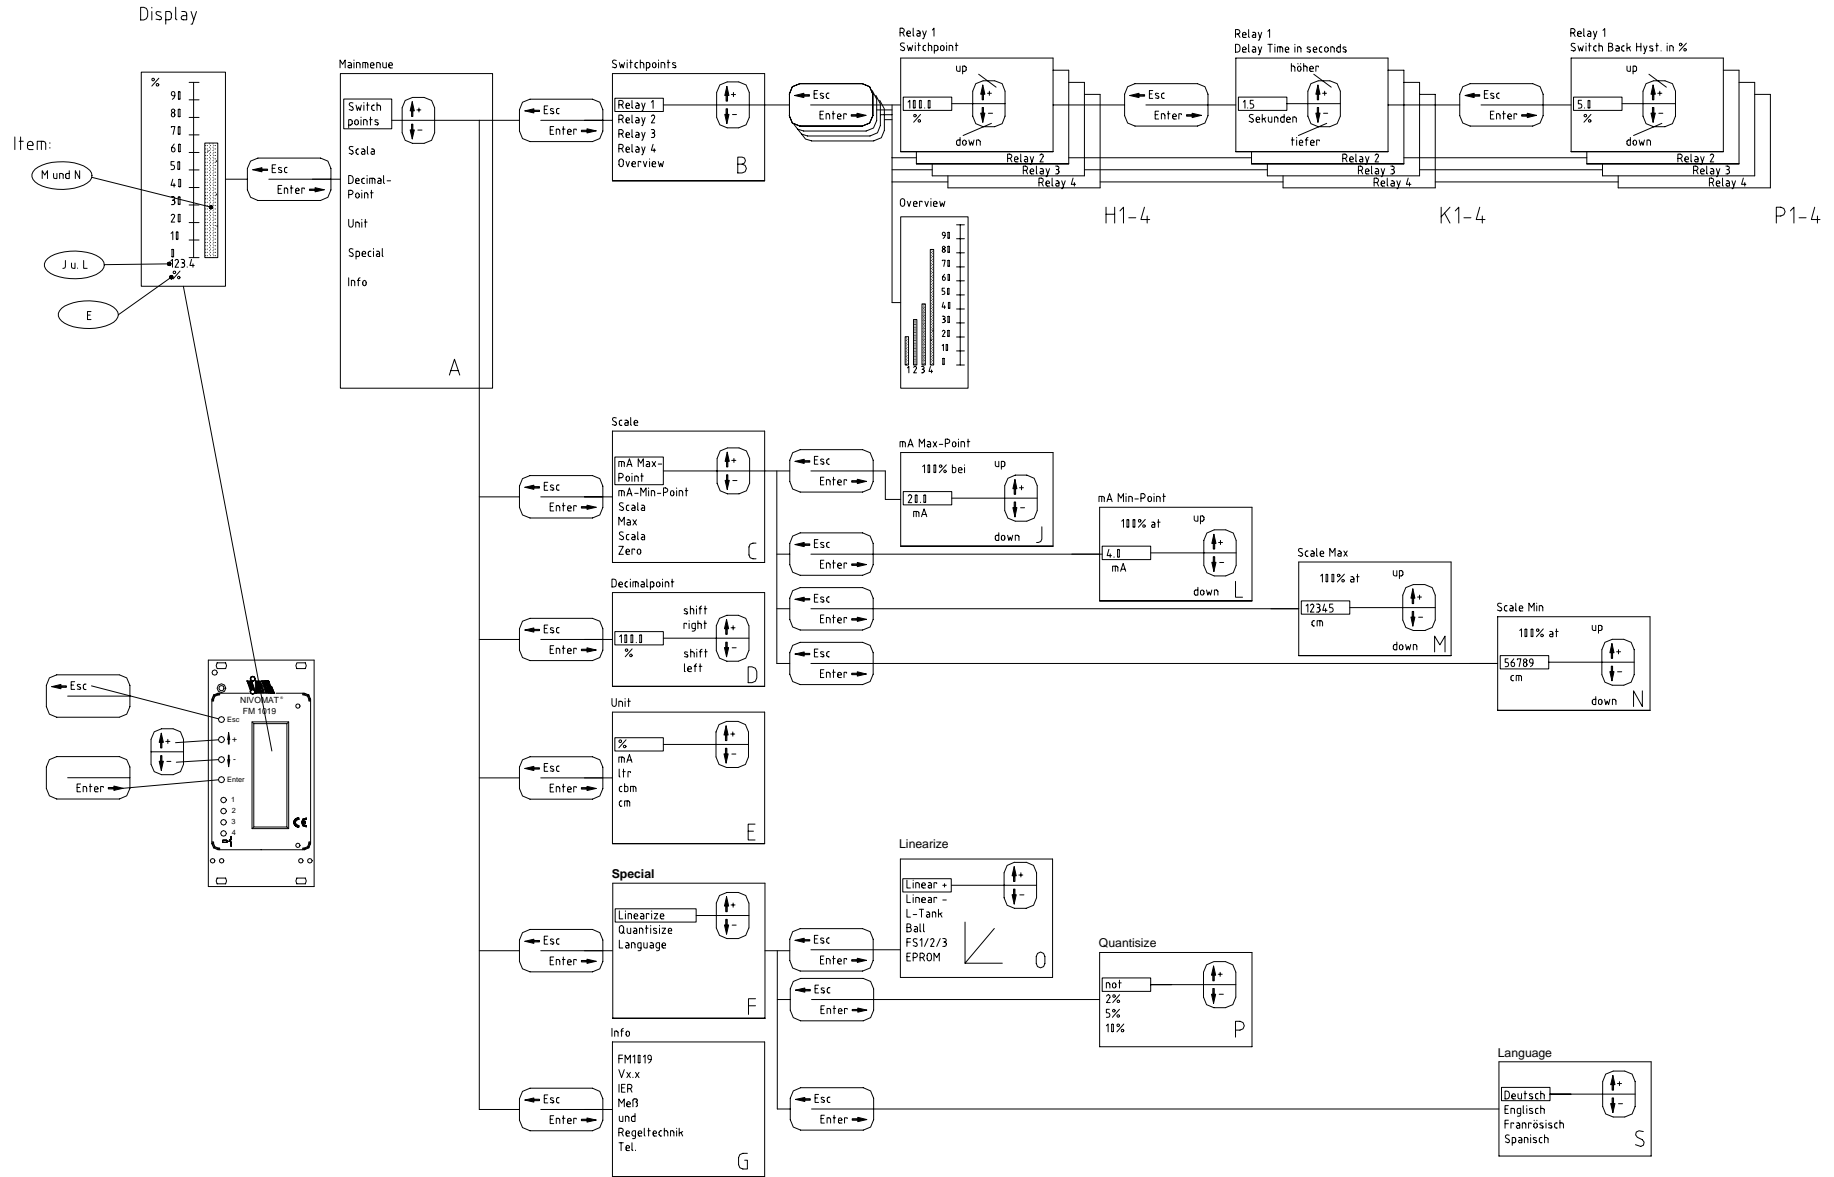 Display
Item:
%
90
80
70
60
50
40
30
20
10
0
123.4
%
M und N
J u. L
E
Esc
Enter
Mainmenue
Switch
points
+
-
Scala
Decimal-
Point
Unit
Special
Info
A
Esc
Enter
Switchpoints
Relay 1
Relay 2
Relay 3
Relay 4
Overview
+
-
B
Esc
Enter
Relay 1
Switchpoint
up
100.0
%
+
-
down
Relay 2
Relay 3
Relay 4
H1-4
Esc
Enter
Relay 1
Delay Time in seconds
höher
1.5
Sekunden
+
-
tiefer
Relay 2
Relay 3
Relay 4
K1-4
Esc
Enter
Relay 1
Switch Back Hyst. in %
up
5.0
%
+
-
down
Relay 2
Relay 3
Relay 4
P1-4
Overview
90
80
70
60
50
40
30
20
10
0
1 2 3 4
Esc
Enter
Scale
mA Max-
Point
mA-Min-Point
Scala
Max
Scala
Zero
+
-
C
Esc
Enter
mA Max-Point
100% bei
up
20.0
mA
+
-
down
J
Esc
Enter
mA Min-Point
100% at
up
4.0
mA
+
-
down
L
Esc
Enter
Scale Max
100% at
up
12345
cm
+
-
down
M
Esc
Enter
Scale Min
100% at
up
56789
cm
+
-
down
N
Esc
Enter
Decimalpoint
shift
right
100.0
%
shift
left
+
-
D
Esc
Enter
Unit
%
mA
ltr
cbm
cm
+
-
E
Esc
Enter
+
-
NIVOMAT®
FM 1019
Esc
+
-
Enter
1
2
3
4
CE
Esc
Enter
Special
Linearize
Quantisize
Language
+
-
F
Esc
Enter
Linearize
Linear +
Linear -
L-Tank
Ball
FS1/2/3
EPROM
+
-
O
Esc
Enter
Quantisize
not
2%
5%
10%
+
-
P
Esc
Enter
Language
Deutsch
Englisch
Franrösisch
Spanisch
+
-
S
Esc
Enter
Info
FM1019
Vx.x
IER
Meß
und
Regeltechnik
Tel.
G